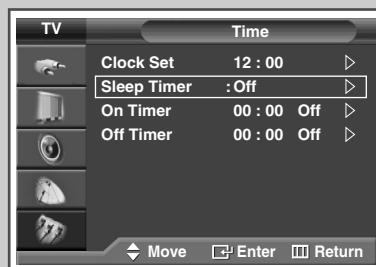 TV Time
Clock Set 12 : 00
Sleep Timer : Off
On Timer 00 : 00 Off
Off Timer 00 : 00 Off
Move Enter Return